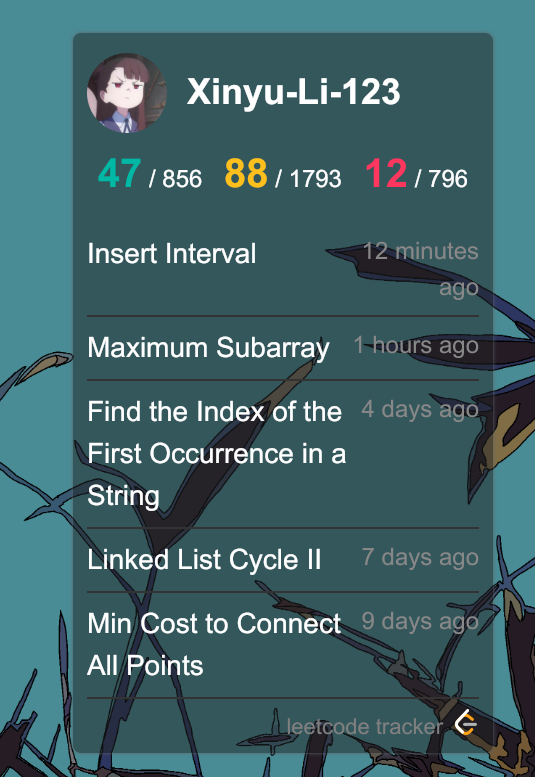 Xinyu-Li-123
47 / 856 88 / 1793 12 / 796
Insert Interval 12 minutes
ago
Maximum Subarray 1 hours ago
Find the Index of the 4 days ago
First Occurrence in a
String
Linked List Cycle II 7 days ago
Min Cost to Connect 9 days ago
All Points
leetcode tracker